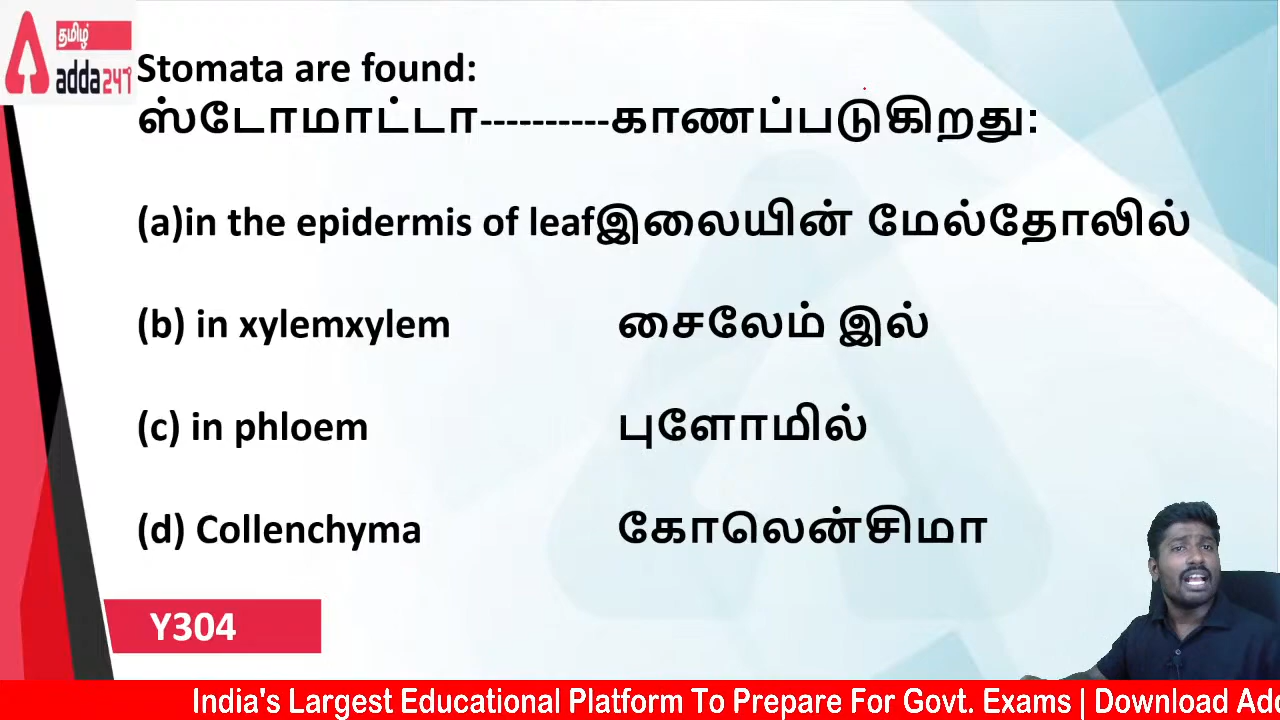 தமிழ்
adda247
Stomata are found:
ஸ்டோமாட்டா----------காணப்படுகிறது:
(a)in the epidermis of leafஇலையின் மேல்தோலில்
(b) in xylemxylem சைலேம் இல்
(c) in phloem புளோமில்
(d) Collenchyma கோலென்சிமா
Y304
India's Largest Educational Platform To Prepare For Govt. Exams | Download Add